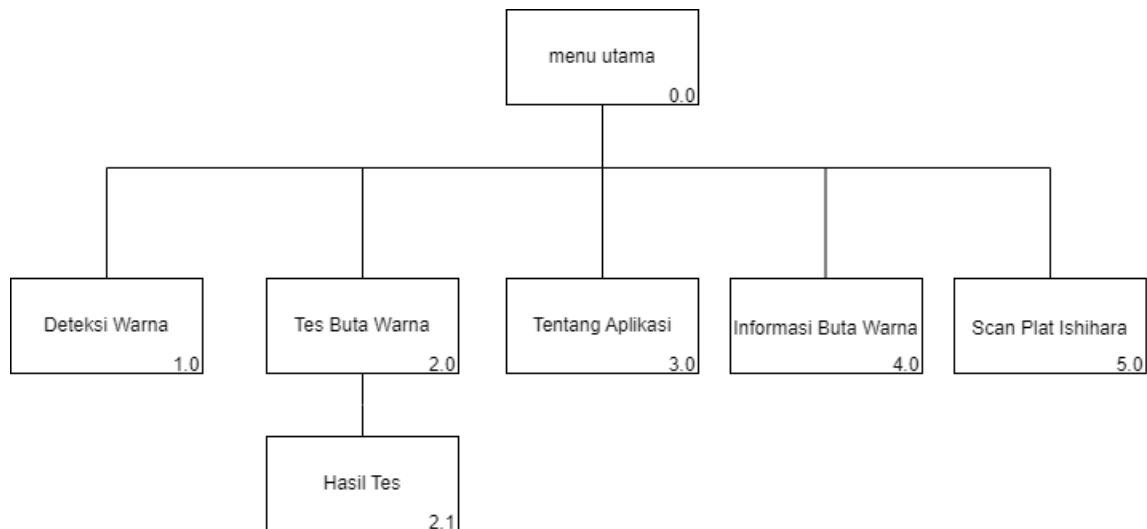 menu utama
0.0
Deteksi Warna
1.0
Tes Buta Warna
2.0
Tentang Aplikasi
3.0
Informasi Buta Warna
4.0
Scan Plat Ishihara
5.0
Hasil Tes
2.1